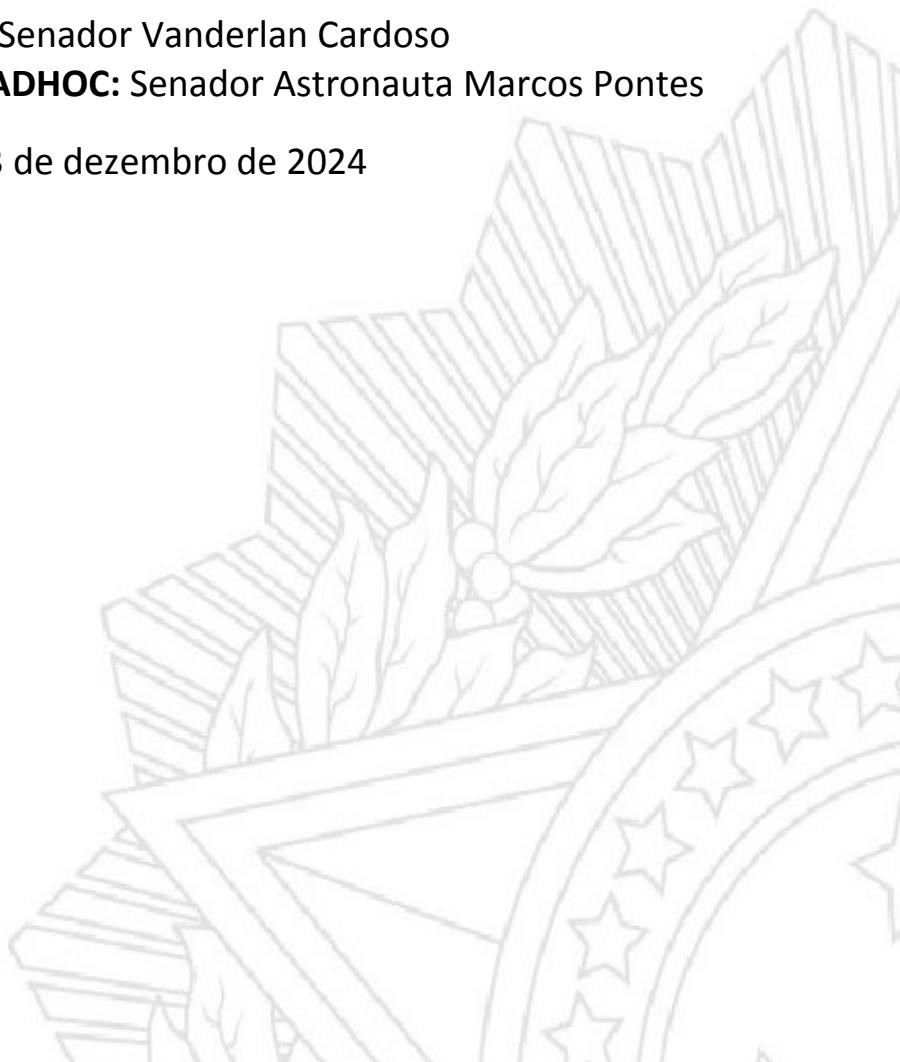 Senador Vanderlan Cardoso
ADHOC: Senador Astronauta Marcos Pontes
de dezembro de 2024